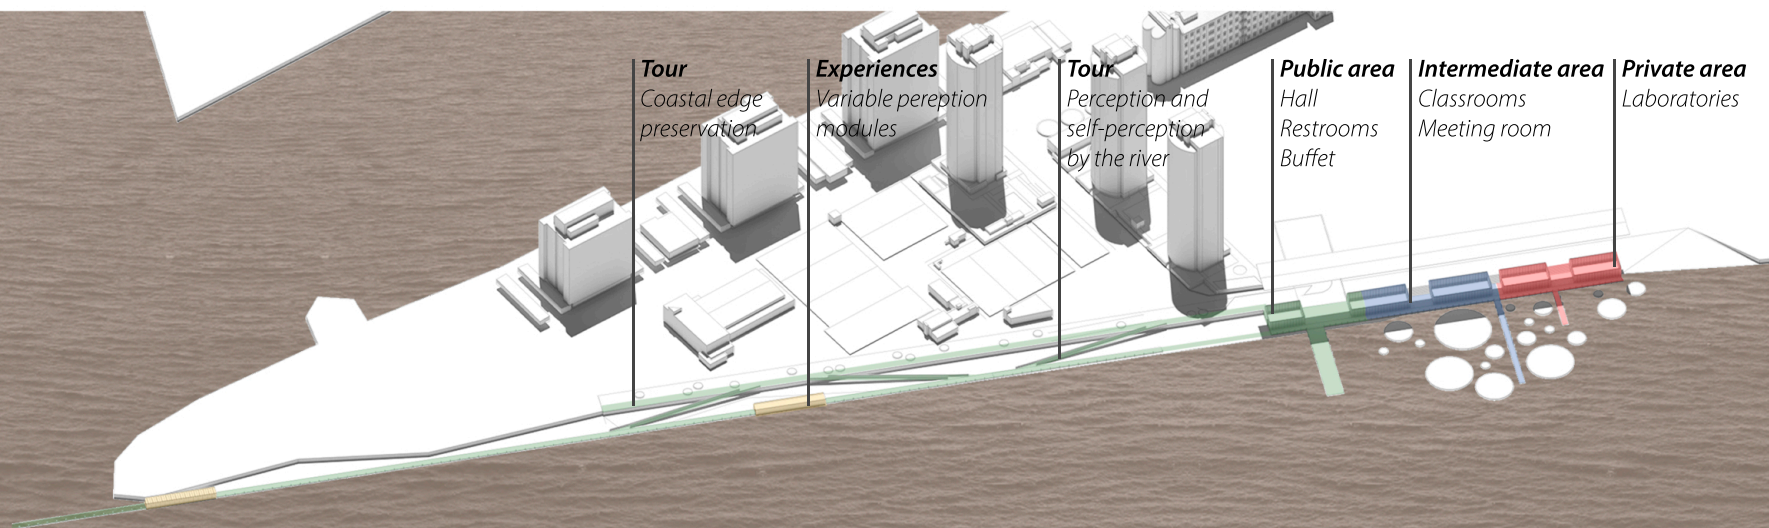 Tour
Coastal edge
preservation
Experiences
Variable pereption
modules
Tour
Perception and
self-perception
by the river
Public area
Hall
Restrooms
Buffet
Intermediate area
Classrooms
Meeting room
Private area
Laboratories